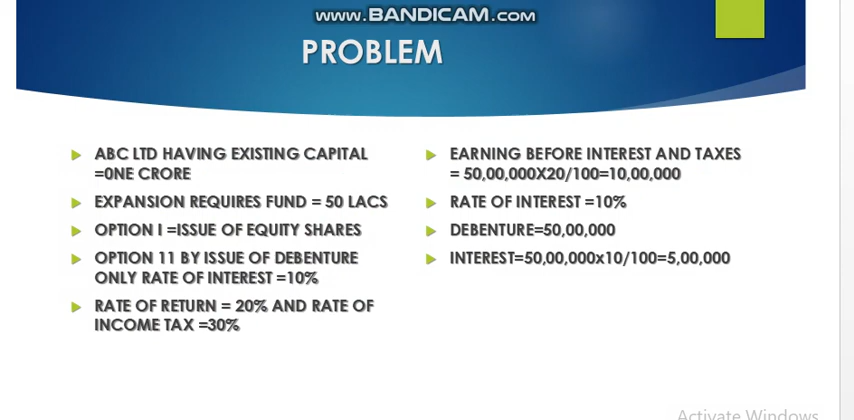 www.BANDICAM.com
PROBLEM
ABC LTD HAVING EXISTING CAPITAL
=0NE CRORE
EXPANSION REQUIRES FUND = 50 LACS
OPTION I =ISSUE OF EQUITY SHARES
OPTION 11 BY ISSUE OF DEBENTURE
ONLY RATE OF INTEREST =10%
RATE OF RETURN = 20% AND RATE OF
INCOME TAX =30%
EARNING BEFORE INTEREST AND TAXES
= 50,00,000X20/100=10,00,000
RATE OF INTEREST =10%
DEBENTURE=50,00,000
INTEREST=50,00,000x10/100=5,00,000
Activate Windows